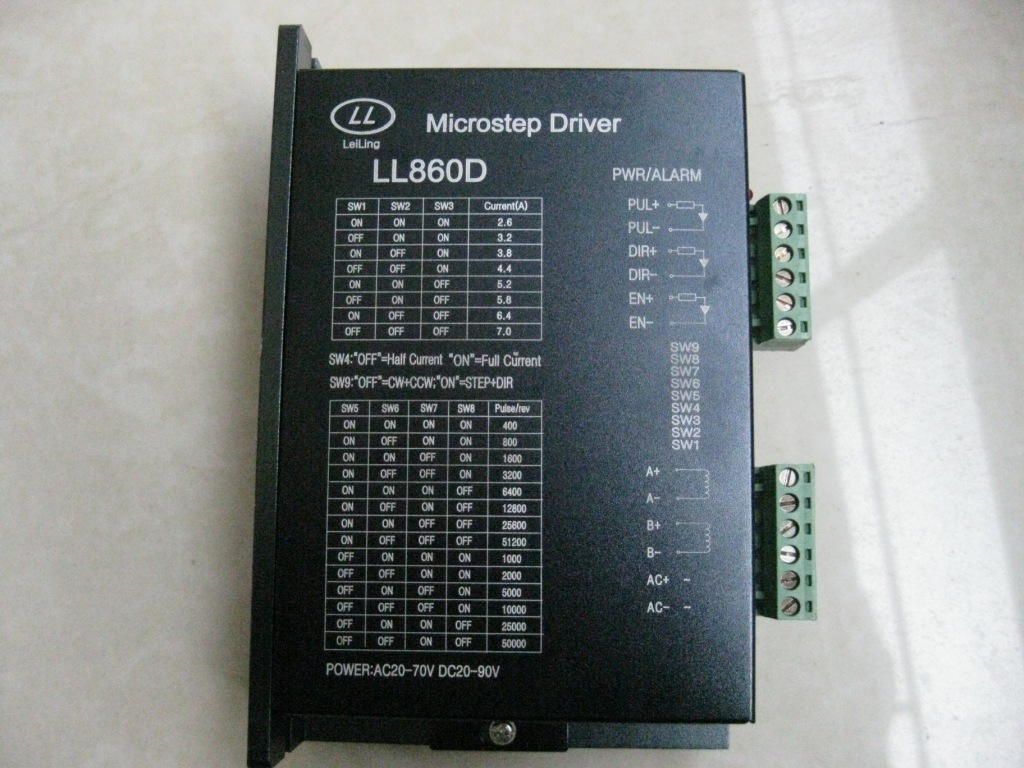 LL
LeiLing
Microstep Driver
LL860D
SW1 SW2 SW3 Current(A)
ON ON ON 2.6
OFF ON ON 3.2
ON OFF ON 3.8
OFF OFF ON 4.4
ON ON OFF 5.2
OFF ON OFF 5.8
ON OFF OFF 6.4
OFF OFF OFF 7.0
SW4:"OFF"=Half Current "ON"=Full Current
SW9:"OFF"=CW+CCW;"ON"=STEP+DIR
SW5 SW6 SW7 SW8 Pulse/rev
ON ON ON ON 400
ON OFF ON ON 800
ON ON OFF ON 1600
ON OFF OFF ON 3200
ON ON ON OFF 6400
ON OFF ON OFF 12800
ON ON OFF OFF 25600
ON OFF OFF OFF 51200
OFF ON ON ON 1000
OFF OFF ON ON 2000
OFF ON OFF ON 5000
OFF OFF OFF ON 10000
OFF ON ON OFF 25000
OFF OFF ON OFF 50000
POWER:AC20-70V DC20-90V
PWR/ALARM
PUL+
PUL-
DIR+
DIR-
EN+
EN-
SW9
SW8
SW7
SW6
SW5
SW4
SW3
SW2
SW1
A+
A-
B+
B-
AC+ ~
AC- ~